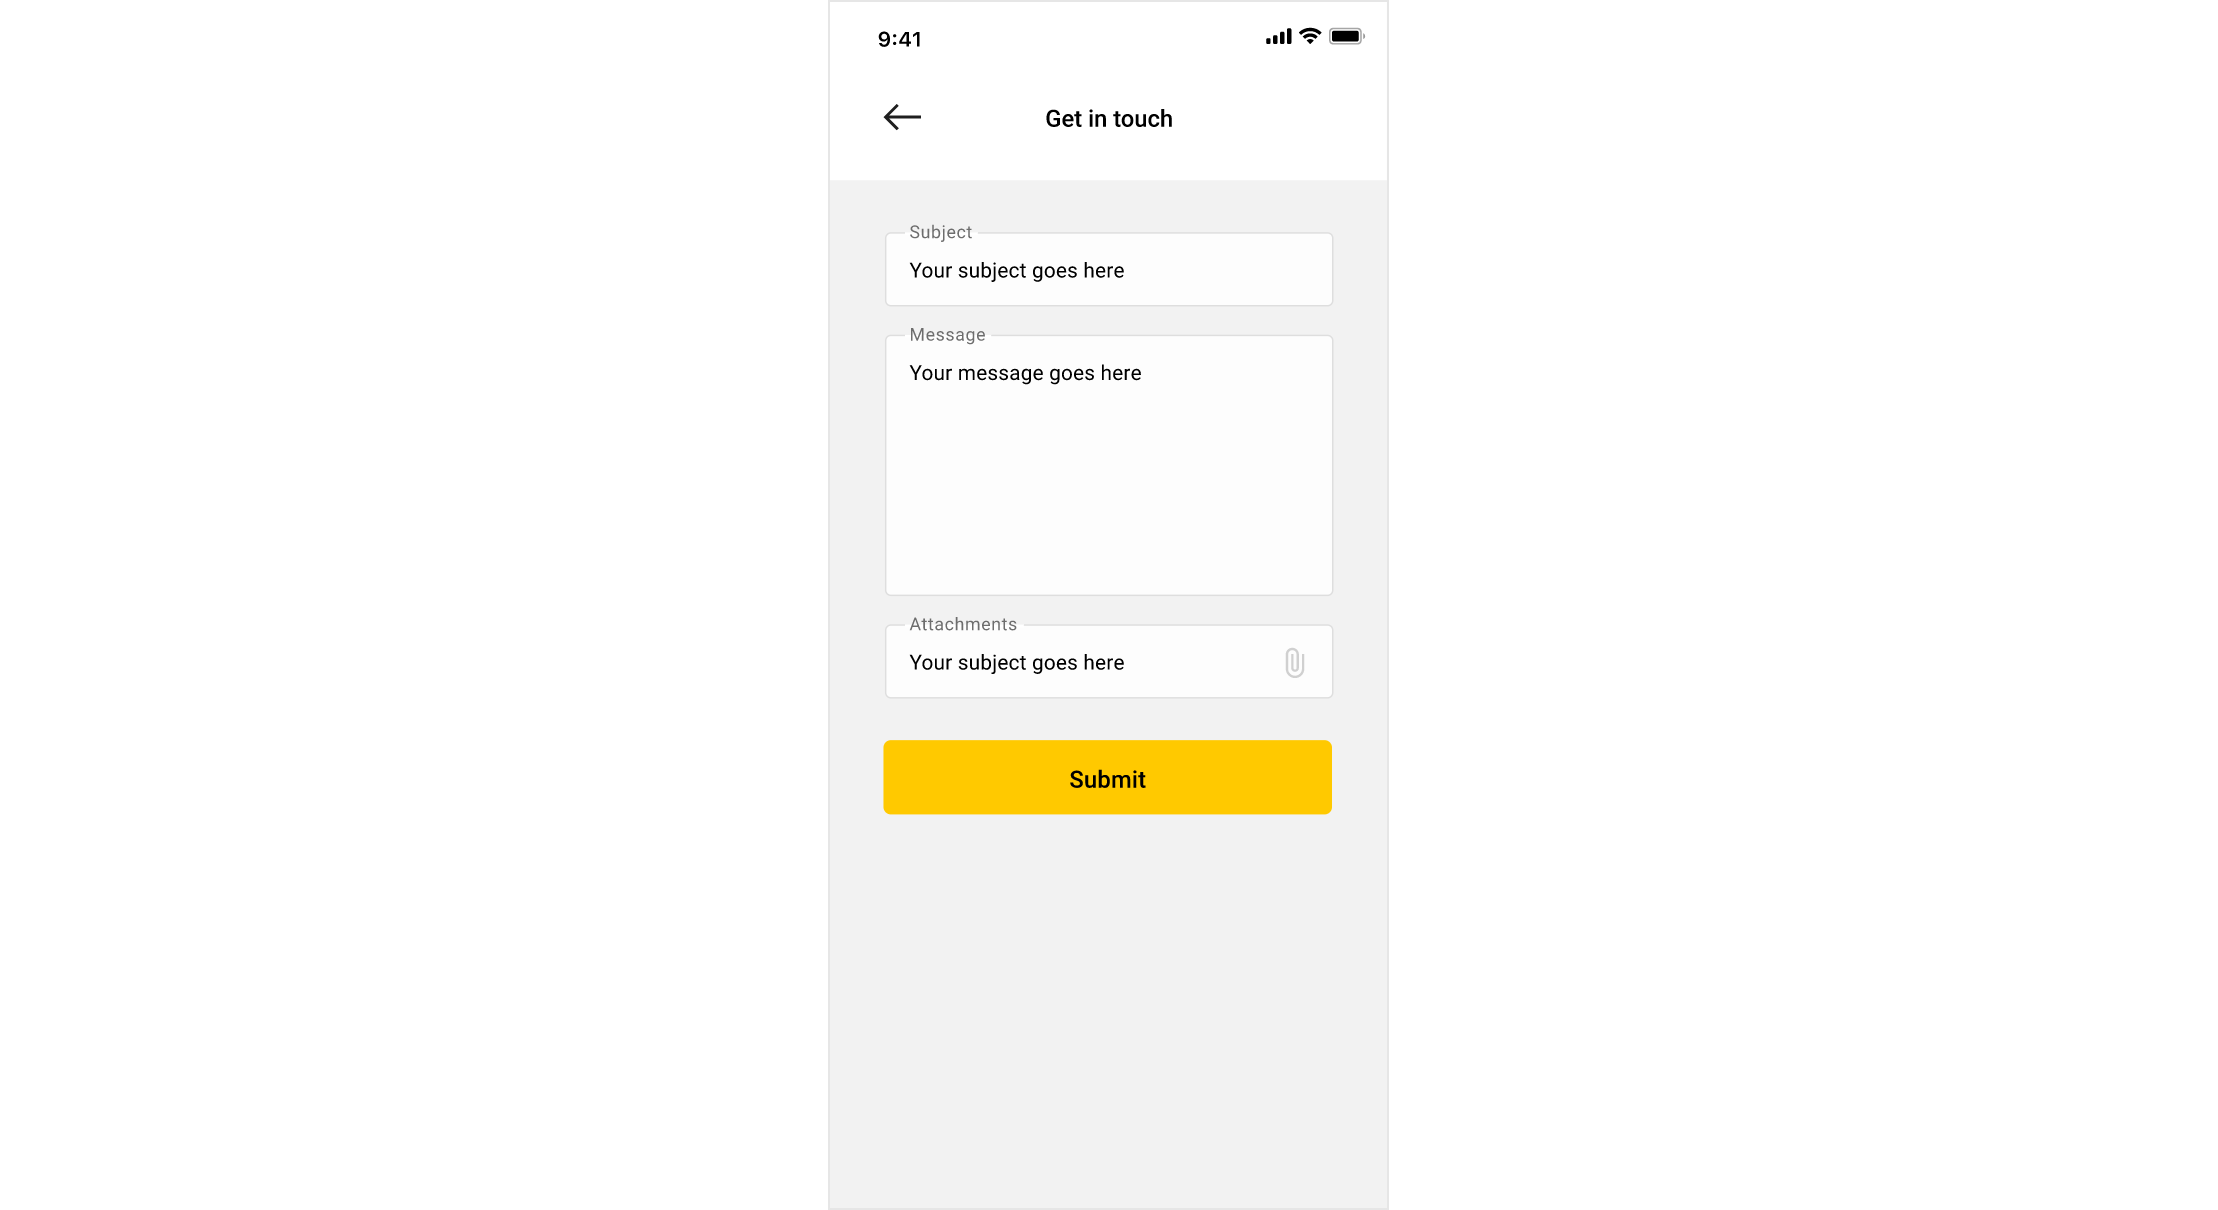 9:41
Get in touch
Subject
Your subject goes here
Message
Your message goes here
Attachments
Your subject goes here
Submit